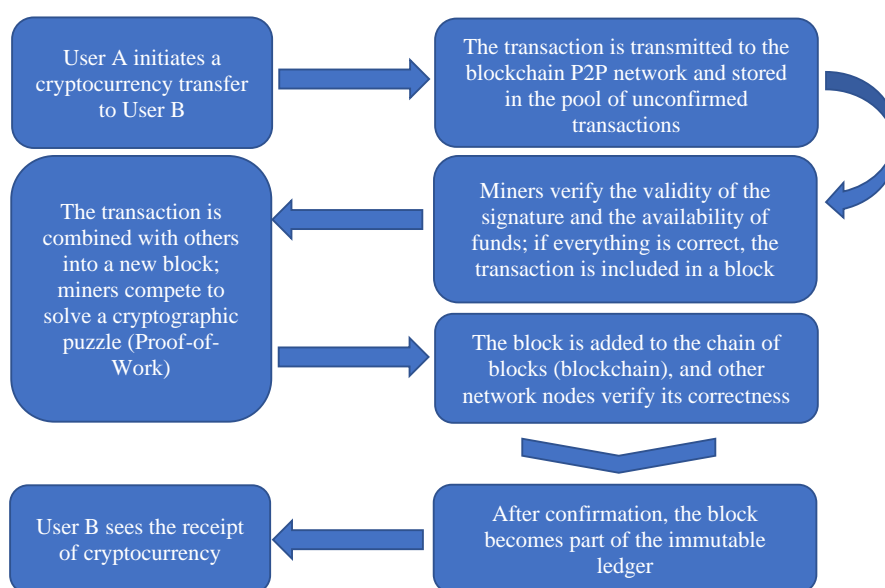 User A initiates a
cryptocurrency transfer
to User B
The transaction is transmitted to the
blockchain P2P network and stored
in the pool of unconfirmed
transactions
Miners verify the validity of the
signature and the availability of
funds; if everything is correct, the
transaction is included in a block
The transaction is
combined with others
into a new block;
miners compete to
solve a cryptographic
puzzle (Proof-of-
Work)
The block is added to the chain of
blocks (blockchain), and other
network nodes verify its correctness
After confirmation, the block
becomes part of the immutable
ledger
User B sees the receipt
of cryptocurrency